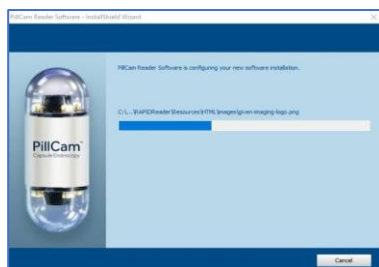 PillCam Reader Software - InstallShield Wizard
PillCam Reader Software is configuring your new software installation.
C:\...\RAPIDReader\Resources\HTML\images\given-imaging-logo.png
PillCam™
Capsule Endoscopy
Cancel